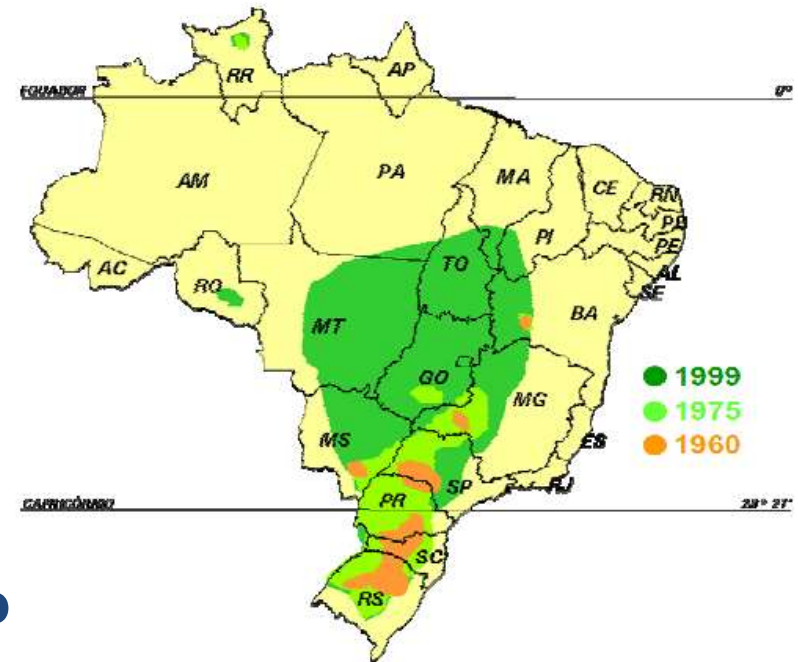 RR
AP
EQUADOR 0º
AM
PA
MA
CE
RN
PB
PI
PE
AC
TO
AL
RO
SE
BA
MT
GO
1999
MG
1975
MS
ES
1960
SP
RJ
PR
CAPRICÓRNIO 23º 27'
SC
RS